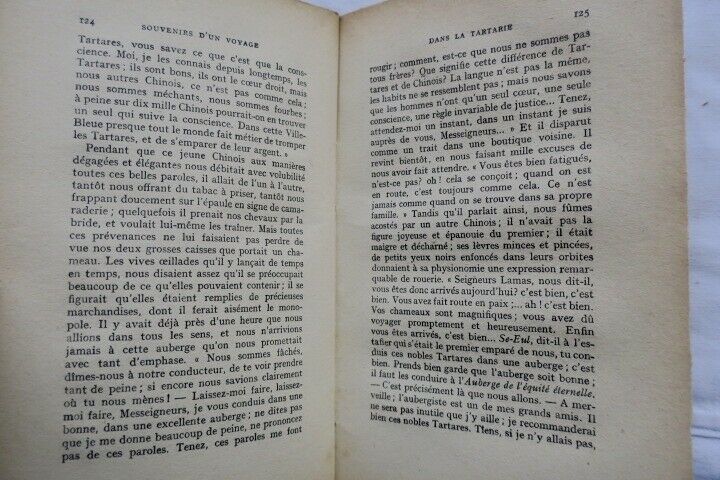 124
SOUVENIRS D'UN VOYAGE
Tartares, vous savez ce que c'est que la cons-
cience. Moi, je les connais depuis longtemps, les
Tartares; ils sont bons, ils ont le cœur droit, mais
nous autres Chinois, ce n'est pas comme cela;
nous sommes méchants, nous sommes fourbes;
à peine sur dix mille Chinois pourrait-on en trouver
un seul qui suive la conscience. Dans cette Ville-
Bleue presque tout le monde fait métier de tromper
les Tartares, et de s'emparer de leur argent. »
Pendant que ce jeune Chinois aux manières
dégagées et élégantes nous débitait avec volubilité
toutes ces belles paroles, il allait de l'un à l'autre,
tantôt nous offrant du tabac à priser, tantôt nous
frappant doucement sur l'épaule en signe de cama-
raderie; quelquefois il prenait nos chevaux par la
bride, et voulait lui-même les traîner. Mais toutes
ces prévenances ne lui faisaient pas perdre de
vue nos deux grosses caisses que portait un cha-
meau. Les vives œillades qu'il y lançait de temps
en temps, nous disaient assez qu'il se préoccupait
beaucoup de ce qu'elles pouvaient contenir; il se
figurait qu'elles étaient remplies de précieuses
marchandises, dont il ferait aisément le mono-
pole. Il y avait déjà près d'une heure que nous
allions dans tous les sens, et nous n'arrivions
jamais à cette auberge qu'on nous promettait
avec tant d'emphase. « Nous sommes fâchés,
dîmes-nous à notre conducteur, de te voir prendre
tant de peine; si encore nous savions clairement
où tu nous mènes! — Laissez-moi faire, laissez-
moi faire, Messeigneurs, je vous conduis dans une
bonne, dans une excellente auberge; ne dites pas
que je me donne beaucoup de peine, ne prononcez
pas de ces paroles. Tenez, ces paroles me font
DANS LA TARTARIE
125
rougir; comment, est-ce que nous ne sommes pas
tous frères? Que signifie cette différence de Tar-
tares et de Chinois? La langue n'est pas la même,
les habits ne se ressemblent pas; mais nous savons
que les hommes n'ont qu'un seul cœur, une seule
conscience, une règle invariable de justice... Tenez,
attendez-moi un instant, dans un instant je suis
auprès de vous, Messeigneurs... » Et il disparut
comme un trait dans une boutique voisine. Il
revint bientôt, en nous faisant mille excuses de
nous avoir fait attendre. « Vous êtes bien fatigués,
n'est-ce pas? oh! cela se conçoit; quand on est
en route, c'est toujours comme cela. Ce n'est
jamais comme quand on se trouve dans sa propre
famille. » Tandis qu'il parlait ainsi, nous fûmes
acostés par un autre Chinois; il n'avait pas la
figure joyeuse et épanouie du premier; il était
maigre et décharné; ses lèvres minces et pincées,
de petits yeux noirs enfoncés dans leurs orbites
donnaient à sa physionomie une expression remar-
quable de rouerie. « Seigneurs Lamas, nous dit-il,
vous êtes donc arrivés aujourd'hui? c'est bien, c'est
bien. Vous avez fait route en paix;... ah! c'est bien.
Vos chameaux sont magnifiques; vous avez dû
voyager promptement et heureusement. Enfin
vous êtes arrivés, c'est bien... Se-Eul, dit-il à l'es-
tafier qui s'était le premier emparé de nous, tu con-
duis ces nobles Tartares dans une auberge, c'est
bien. Prends bien garde que l'auberge soit bonne;
il faut les conduire à l'Auberge de l'équité éternelle.
— C'est précisément là que nous allons. — A mer-
veille; l'aubergiste est un de mes grands amis. Il
ne sera pas inutile que j'y aille; je recommanderai
bien ces nobles Tartares. Tiens, si je n'y allais pas,